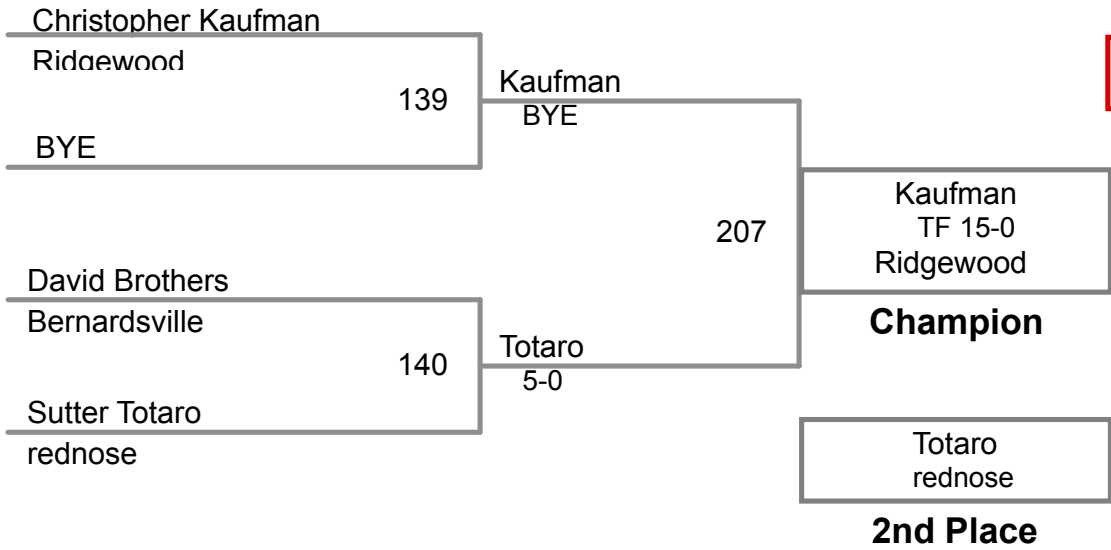 Christopher Kaufman
Ridgewood
139
BYE
Kaufman
BYE
David Brothers
Bernardsville
140
Sutter Totaro
rednose
Totaro
5-0
207
Kaufman
TF 15-0
Ridgewood
Champion
Totaro
rednose
2nd Place